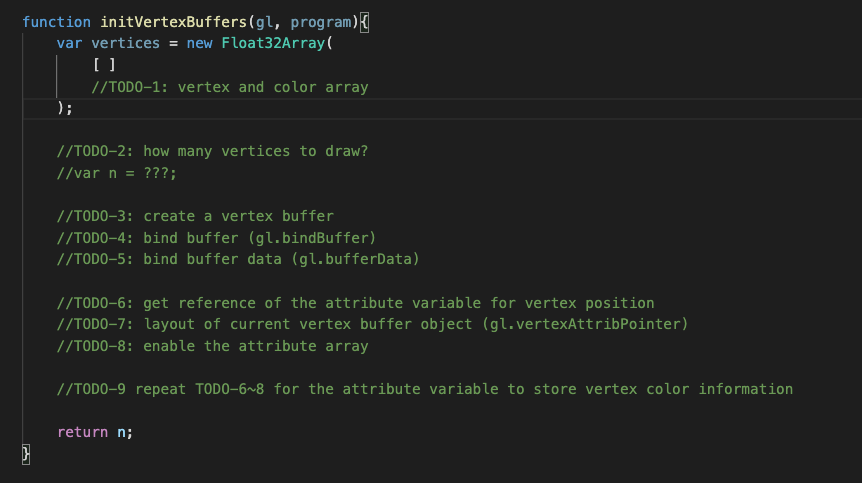 function initVertexBuffers(gl, program){
    var vertices = new Float32Array(
        [ ]
        //TODO-1: vertex and color array
    );
    //TODO-2: how many vertices to draw?
    //var n = ???;
    //TODO-3: create a vertex buffer
    //TODO-4: bind buffer (gl.bindBuffer)
    //TODO-5: bind buffer data (gl.bufferData)
    //TODO-6: get reference of the attribute variable for vertex position
    //TODO-7: layout of current vertex buffer object (gl.vertexAttribPointer)
    //TODO-8: enable the attribute array
    //TODO-9 repeat TODO-6~8 for the attribute variable to store vertex color information
    return n;
}